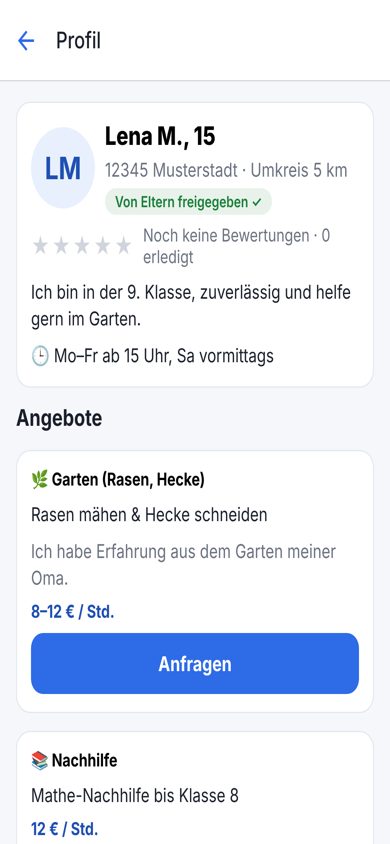 Profil
LM
Lena M., 15
12345 Musterstadt · Umkreis 5 km
Von Eltern freigegeben ✓
★★★★★ Noch keine Bewertungen · 0
erledigt
Ich bin in der 9. Klasse, zuverlässig und helfe
gern im Garten.
🕒 Mo–Fr ab 15 Uhr, Sa vormittags
Angebote
🌿 Garten (Rasen, Hecke)
Rasen mähen & Hecke schneiden
Ich habe Erfahrung aus dem Garten meiner
Oma.
8–12 € / Std.
Anfragen
📚 Nachhilfe
Mathe-Nachhilfe bis Klasse 8
12 € / Std.